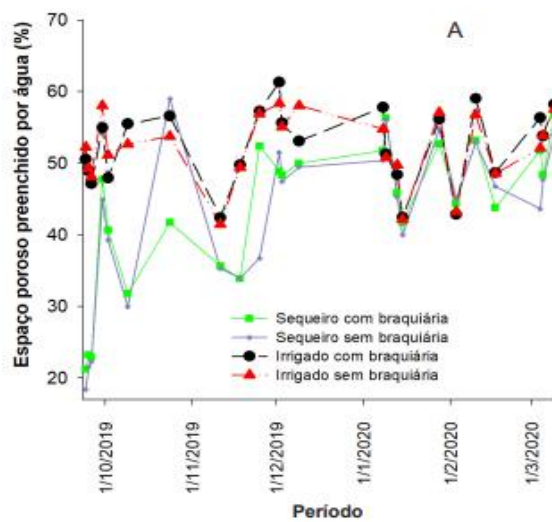 A
Espaço poroso preenchido por água (%)
70
60
50
40
30
20
Sequeiro com braquiária
Sequeiro sem braquiária
Irrigado com braquiária
Irrigado sem braquiária
1/10/2019
1/11/2019
1/12/2019
1/1/2020
1/2/2020
1/3/2020
Período